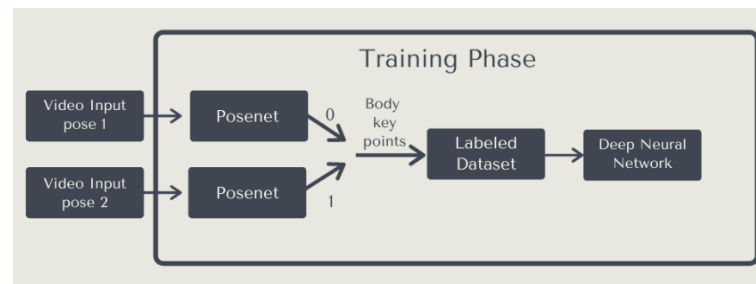 Training Phase
Video Input
pose 1
Posenet
0
Body
key
points
Labeled
Dataset
Deep Neural
Network
Video Input
pose 2
Posenet
1